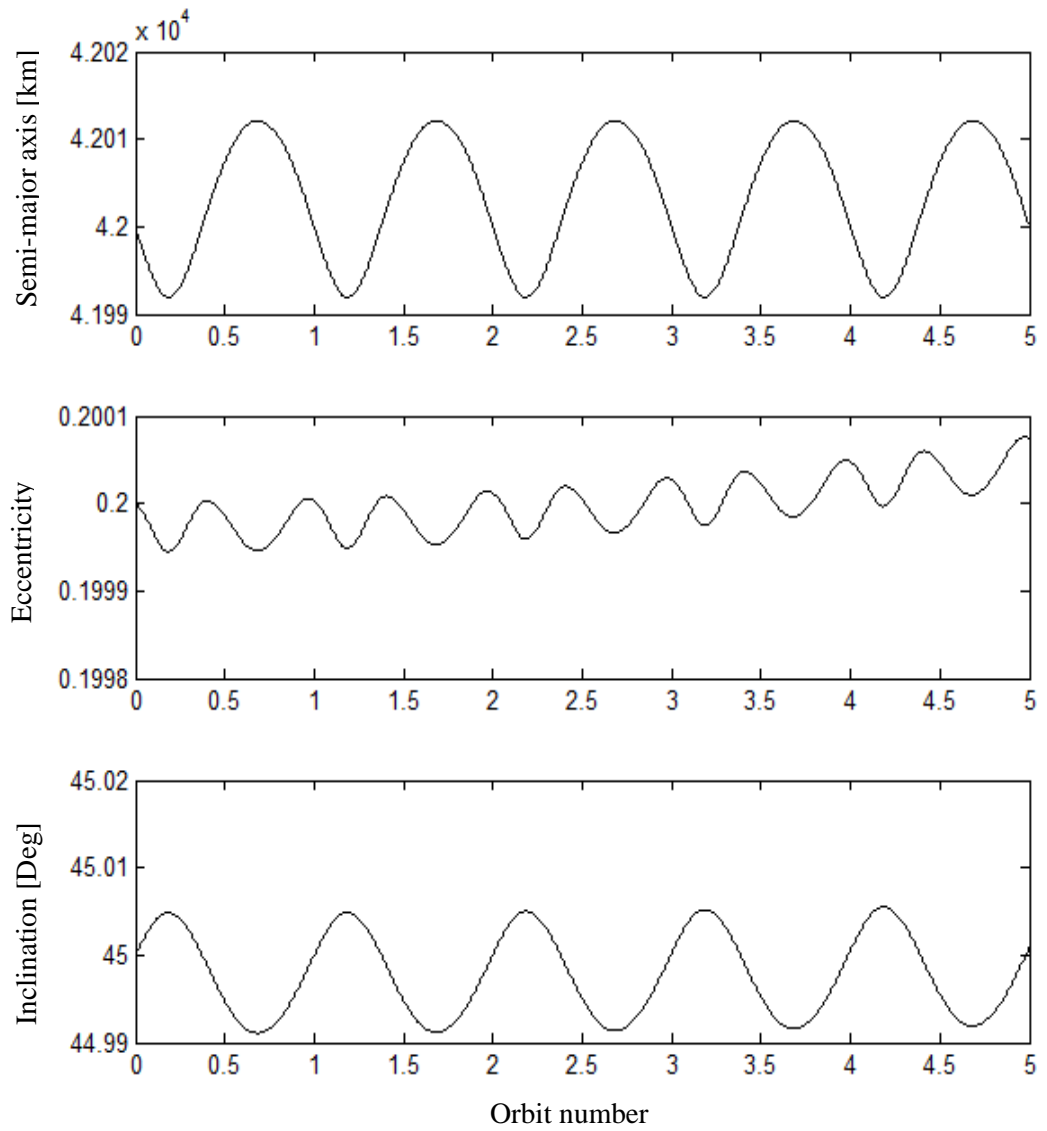 x 10⁴
Semi-major axis [km]
4.202
4.201
4.2
4.199
0 0.5 1 1.5 2 2.5 3 3.5 4 4.5 5
Eccentricity
0.2001
0.2
0.1999
0.1998
0 0.5 1 1.5 2 2.5 3 3.5 4 4.5 5
Inclination [Deg]
45.02
45.01
45
44.99
0 0.5 1 1.5 2 2.5 3 3.5 4 4.5 5
Orbit number